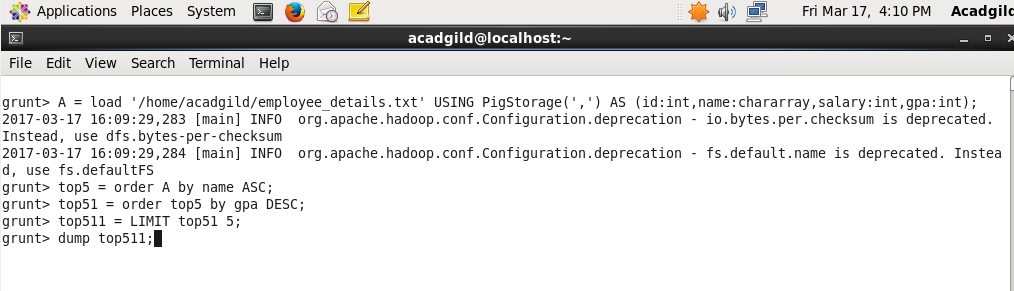 Applications Places System Fri Mar 17, 4:10 PM Acadgild
acadgild@localhost:~
File Edit View Search Terminal Help
grunt> A = load '/home/acadgild/employee_details.txt' USING PigStorage(',') AS (id:int,name:chararray,salary:int,gpa:int);
2017-03-17 16:09:29,283 [main] INFO  org.apache.hadoop.conf.Configuration.deprecation - io.bytes.per.checksum is deprecated.
Instead, use dfs.bytes-per-checksum
2017-03-17 16:09:29,284 [main] INFO  org.apache.hadoop.conf.Configuration.deprecation - fs.default.name is deprecated. Instea
d, use fs.defaultFS
grunt> top5 = order A by name ASC;
grunt> top51 = order top5 by gpa DESC;
grunt> top511 = LIMIT top51 5;
grunt> dump top511;